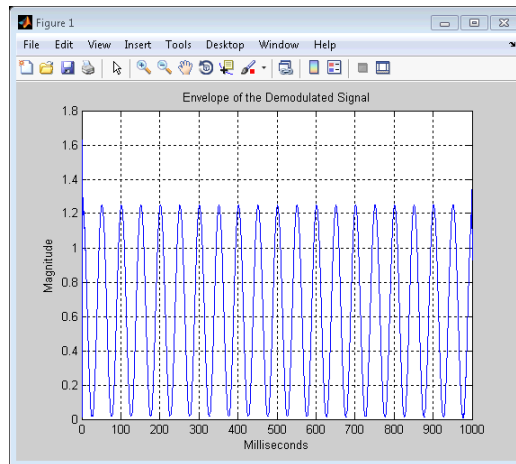 Figure 1
File Edit View Insert Tools Desktop Window Help
Envelope of the Demodulated Signal
1.8
1.6
1.4
1.2
1
0.8
0.6
0.4
0.2
0
Magnitude
0 100 200 300 400 500 600 700 800 900 1000
Milliseconds